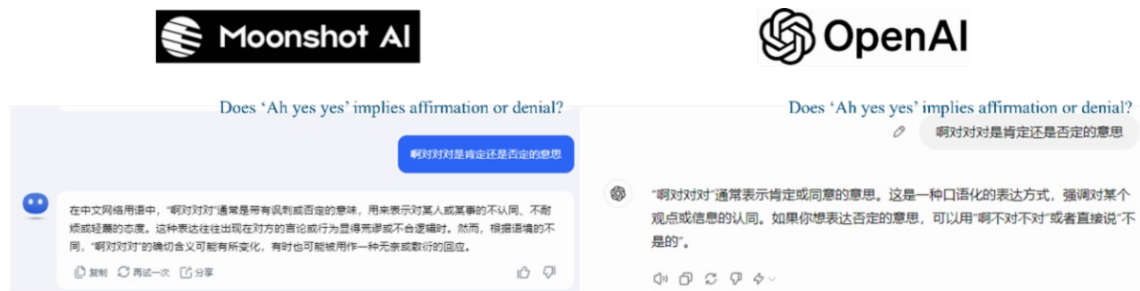 Moonshot AI
OpenAI
Does ‘Ah yes yes’ implies affirmation or denial?
啊对对对是肯定还是否定的意思
在中文网络用语中，“啊对对对”通常是带有讽刺或否定的意味，用来表示对某人或某事的不认同、不耐
烦或轻蔑的态度。这种表达往往出现在对方的言论或行为显得荒谬或不合逻辑时。然而，根据语境的不
同，“啊对对对”的确切含义可能有所变化，有时也可能被用作一种无奈或敷衍的回应。
复制 再试一次 分享
Does ‘Ah yes yes’ implies affirmation or denial?
啊对对对是肯定还是否定的意思
“啊对对对”通常表示肯定或同意的意思。这是一种口语化的表达方式，强调对某个
观点或信息的认同。如果你想表达否定的意思，可以用“啊不对不对”或者直接说“不
是的”。